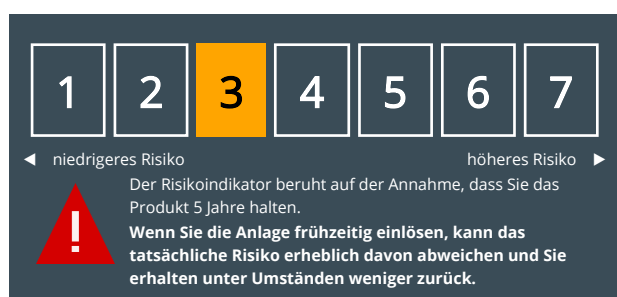 1 2 3 4 5 6 7
◄ niedrigeres Risiko höheres Risiko ►
Der Risikoindikator beruht auf der Annahme, dass Sie das
Produkt 5 Jahre halten.
!
Wenn Sie die Anlage frühzeitig einlösen, kann das
tatsächliche Risiko erheblich davon abweichen und Sie
erhalten unter Umständen weniger zurück.